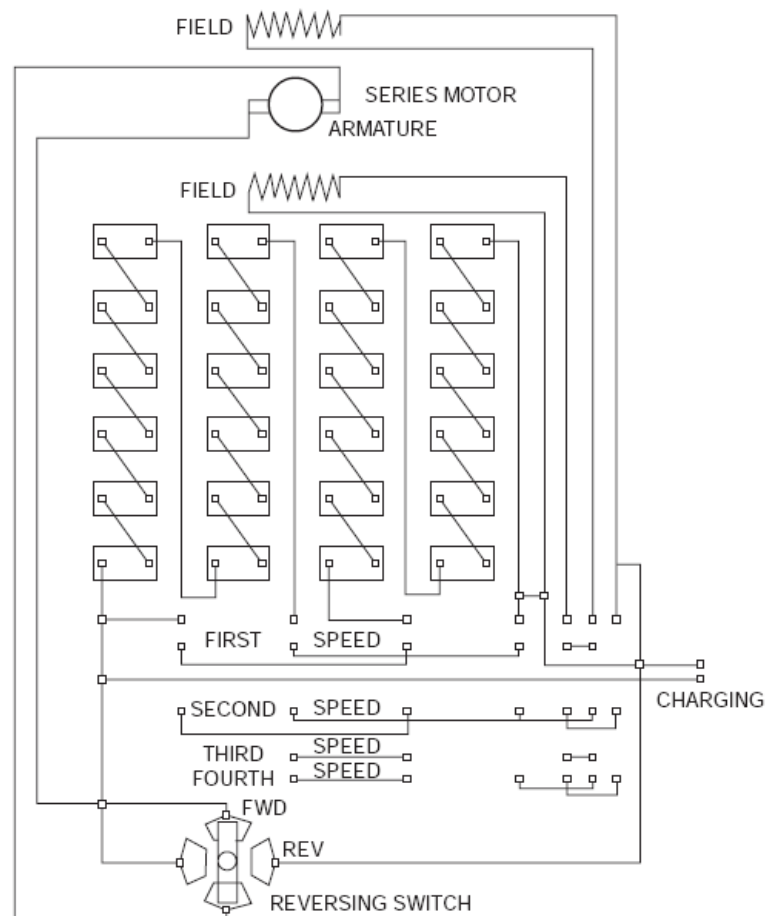 FIELD
SERIES MOTOR
ARMATURE
FIELD
FIRST SPEED
CHARGING
SECOND SPEED
THIRD SPEED
FOURTH SPEED
FWD
REV
REVERSING SWITCH